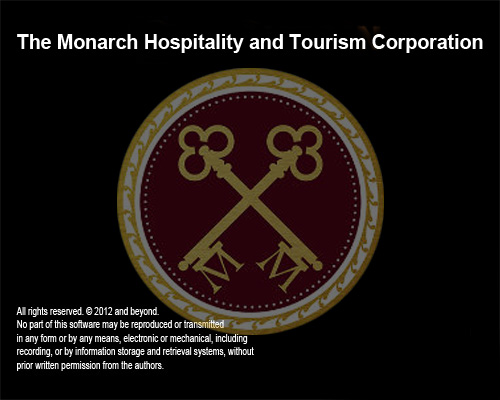 The Monarch Hospitality and Tourism Corporation
M M
All rights reserved. © 2012 and beyond.
No part of this software may be reproduced or transmitted
in any form or by any means, electronic or mechanical, including
recording, or by information storage and retrieval systems, without
prior written permission from the authors.